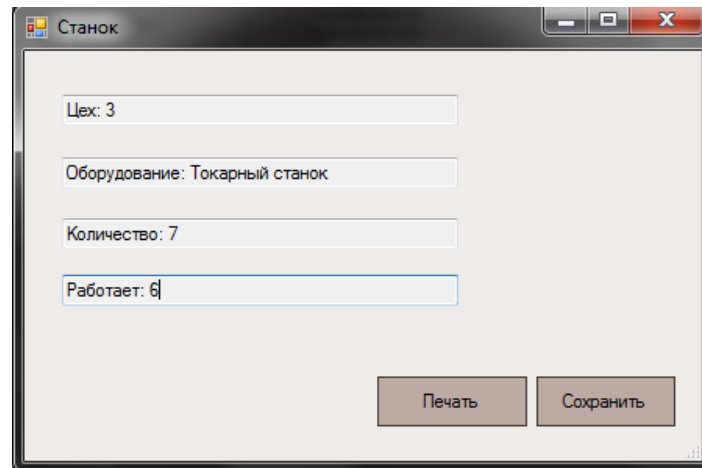 Станок
Цех: 3
Оборудование: Токарный станок
Количество: 7
Работает: 6
Печать
Сохранить